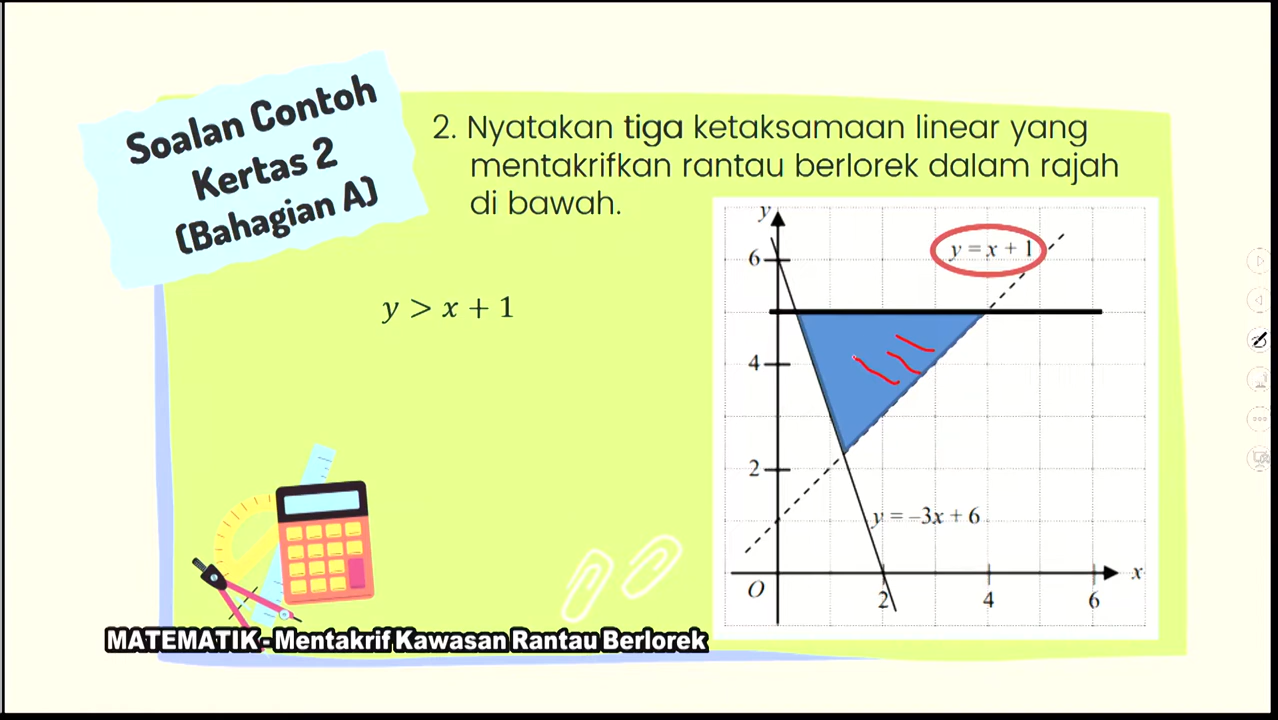 Soalan Contoh
Kertas 2
(Bahagian A)
2. Nyatakan tiga ketaksamaan linear yang
mentakrifkan rantau berlorek dalam rajah
di bawah.
y > x + 1
y
6
4
2
O
2
4
6
x
y = x + 1
y = –3x + 6
MATEMATIK - Mentakrif Kawasan Rantau Berlorek